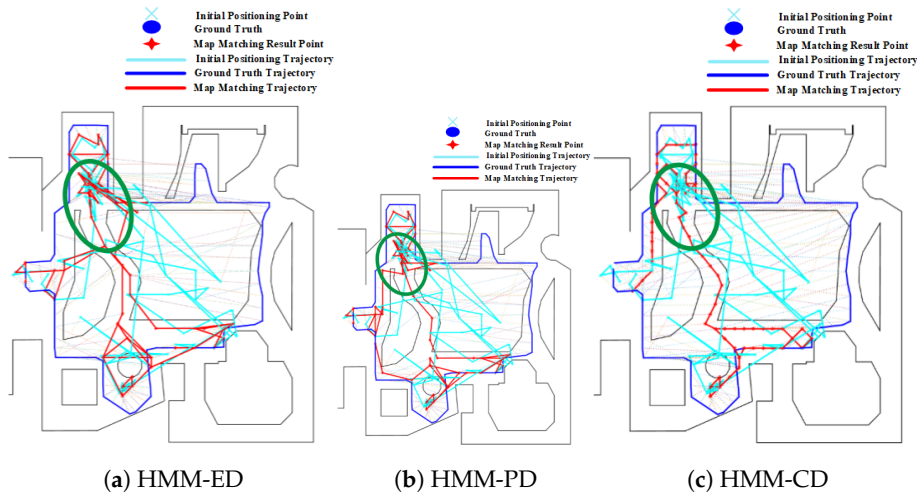 Initial Positioning Point
Ground Truth
Map Matching Result Point
Initial Positioning Trajectory
Ground Truth Trajectory
Map Matching Trajectory
Initial Positioning Point
Ground Truth
Map Matching Result Point
Initial Positioning Trajectory
Ground Truth Trajectory
Map Matching Trajectory
Initial Positioning Point
Ground Truth
Map Matching Result Point
Initial Positioning Trajectory
Ground Truth Trajectory
Map Matching Trajectory
(a) HMM-ED
(b) HMM-PD
(c) HMM-CD